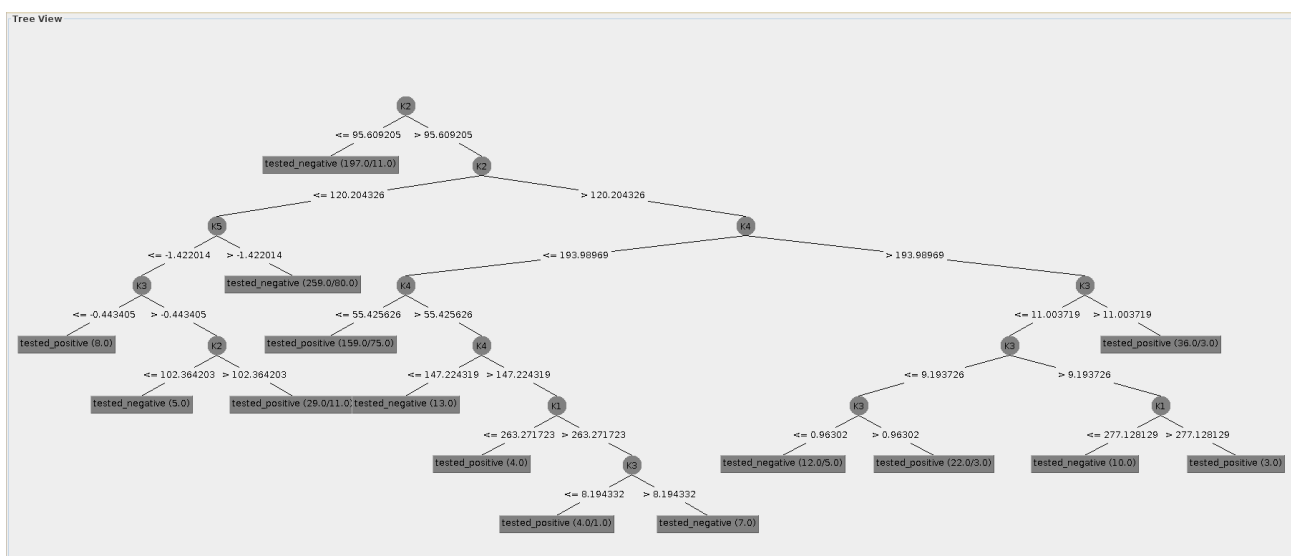 Tree View
K2
<= 95.609205 > 95.609205
tested_negative (197.0/11.0) K2
<= 120.204326 > 120.204326
K5 K4
<= -1.422014 > -1.422014 <= 193.98969 > 193.98969
K3 tested_negative (259.0/80.0) K4 K3
<= -0.443405 > -0.443405 <= 55.425626 > 55.425626 <= 11.003719 > 11.003719
tested_positive (8.0) K2 tested_positive (159.0/75.0) K4 K3 tested_positive (36.0/3.0)
<= 102.364203 > 102.364203 <= 147.224319 > 147.224319 <= 9.193726 > 9.193726
tested_negative (5.0) tested_positive (29.0/11.0) tested_negative (13.0) K1 K3 K1
<= 263.271723 > 263.271723 <= 0.96302 > 0.96302 <= 277.128129 > 277.128129
tested_positive (4.0) K3 tested_negative (12.0/5.0) tested_positive (22.0/3.0) tested_negative (10.0) tested_positive (3.0)
<= 8.194332 > 8.194332
tested_positive (4.0/1.0) tested_negative (7.0)